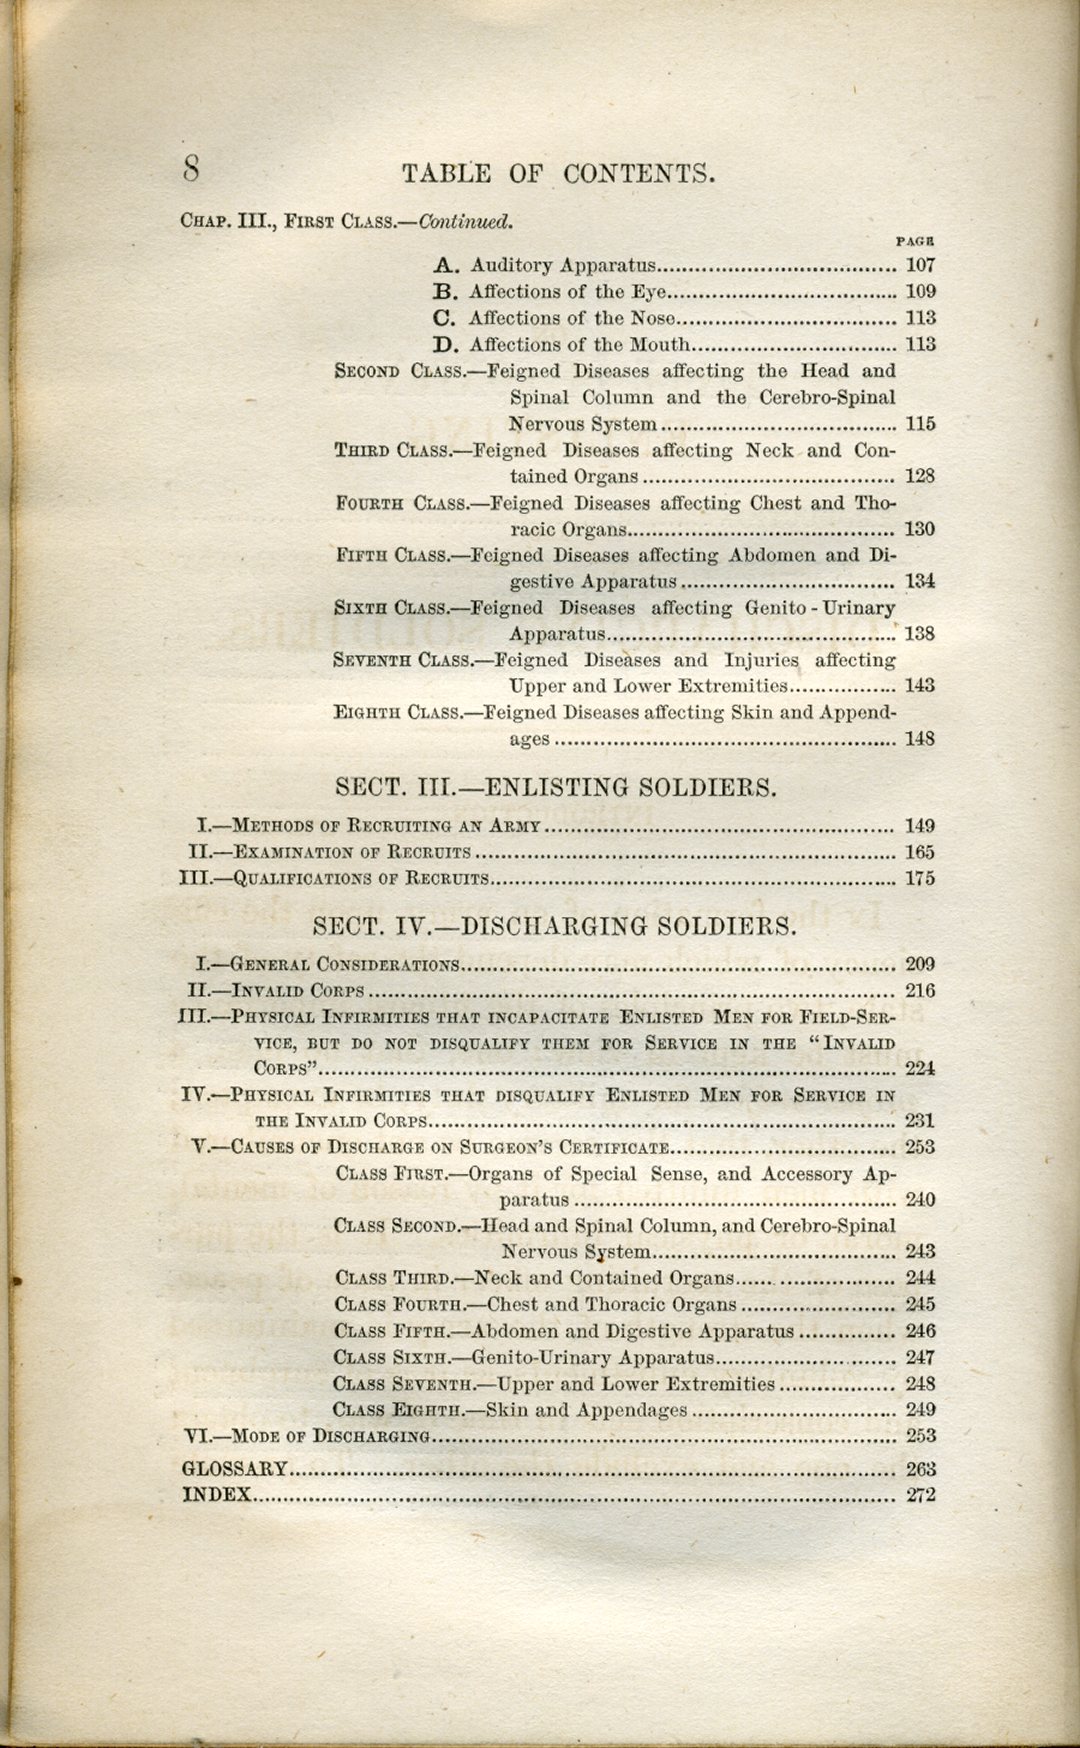 8 TABLE OF CONTENTS.
CHAP. III., FIRST CLASS.—Continued.
PAGE
A. Auditory Apparatus........................................ 107
B. Affections of the Eye...................................... 109
C. Affections of the Nose.................................... 113
D. Affections of the Mouth.................................. 113
SECOND CLASS.—Feigned Diseases affecting the Head and
Spinal Column and the Cerebro-Spinal
Nervous System....................................... 115
THIRD CLASS.—Feigned Diseases affecting Neck and Con-
tained Organs.......................................... 128
FOURTH CLASS.—Feigned Diseases affecting Chest and Tho-
racic Organs............................................ 130
FIFTH CLASS.—Feigned Diseases affecting Abdomen and Di-
gestive Apparatus.................................... 134
SIXTH CLASS.—Feigned Diseases affecting Genito-Urinary
Apparatus............................................... 138
SEVENTH CLASS.—Feigned Diseases and Injuries affecting
Upper and Lower Extremities................. 143
EIGHTH CLASS.—Feigned Diseases affecting Skin and Append-
ages........................................................ 148
SECT. III.—ENLISTING SOLDIERS.
I.—METHODS OF RECRUITING AN ARMY........................................................ 149
II.—EXAMINATION OF RECRUITS................................................................... 165
III.—QUALIFICATIONS OF RECRUITS................................................................. 175
SECT. IV.—DISCHARGING SOLDIERS.
I.—GENERAL CONSIDERATIONS..................................................................... 209
II.—INVALID CORPS..................................................................................... 216
III.—PHYSICAL INFIRMITIES THAT INCAPACITATE ENLISTED MEN FOR FIELD-SER-
VICE, BUT DO NOT DISQUALIFY THEM FOR SERVICE IN THE "INVALID
CORPS"............................................................................................. 224
IV.—PHYSICAL INFIRMITIES THAT DISQUALIFY ENLISTED MEN FOR SERVICE IN
THE INVALID CORPS.......................................................................... 231
V.—CAUSES OF DISCHARGE ON SURGEON'S CERTIFICATE.................................... 253
CLASS FIRST.—Organs of Special Sense, and Accessory Ap-
paratus.................................................... 240
CLASS SECOND.—Head and Spinal Column, and Cerebro-Spinal
Nervous System....................................... 243
CLASS THIRD.—Neck and Contained Organs......................... 244
CLASS FOURTH.—Chest and Thoracic Organs........................ 245
CLASS FIFTH.—Abdomen and Digestive Apparatus............... 246
CLASS SIXTH.—Genito-Urinary Apparatus............................ 247
CLASS SEVENTH.—Upper and Lower Extremities.................. 248
CLASS EIGHTH.—Skin and Appendages................................ 249
VI.—MODE OF DISCHARGING.......................................................................... 253
GLOSSARY................................................................................................ 263
INDEX...................................................................................................... 272